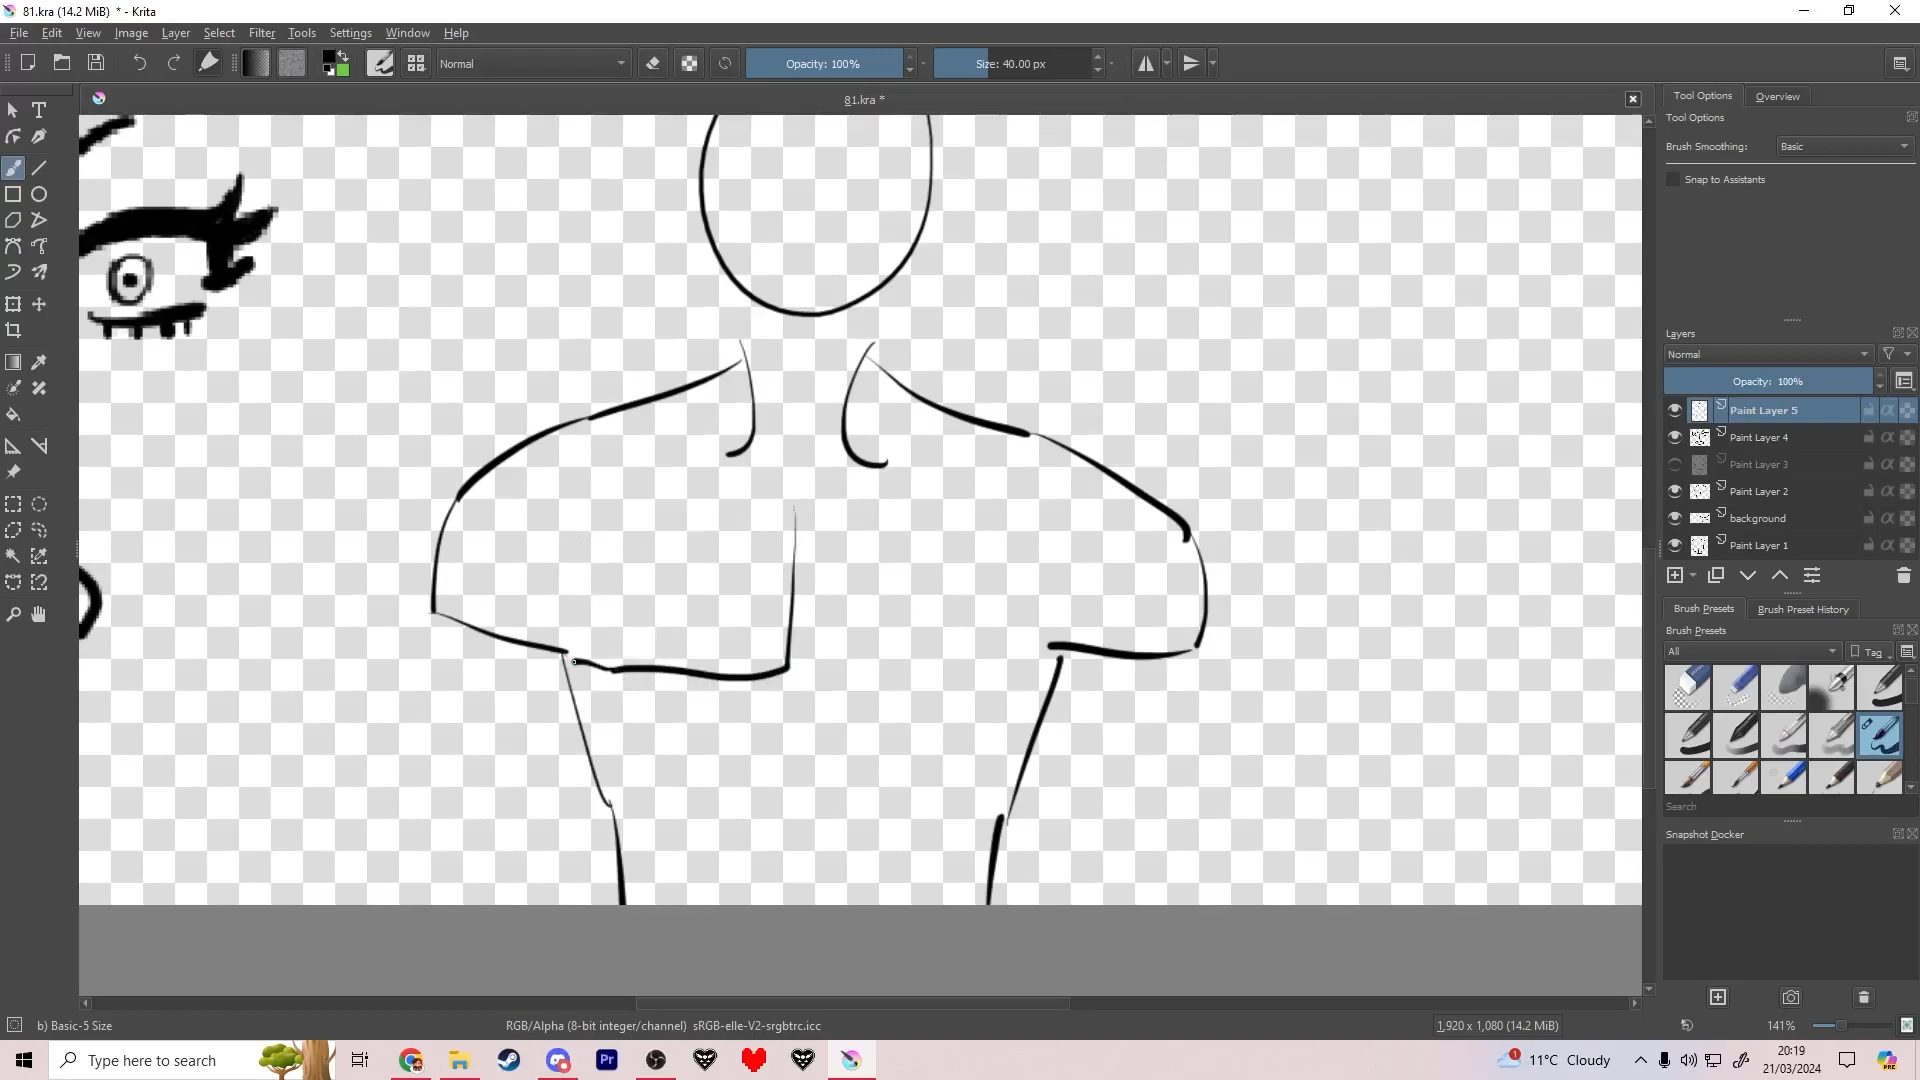 81.kra (14.2 MiB)  * - Krita
File Edit View Image Layer Select Filter Tools Settings Window Help
Normal Opacity: 100% Size: 40.00 px
81.kra *
Tool Options Overview
Tool Options
Brush Smoothing: Basic
Snap to Assistants
Layers
Normal
Opacity:  100%
Paint Layer 5
Paint Layer 4
Paint Layer 3
Paint Layer 2
background
Paint Layer 1
Brush Presets Brush Preset History
Brush Presets
All Tag
Search
Snapshot Docker
b) Basic-5 Size RGB/Alpha (8-bit integer/channel)  sRGB-elle-V2-srgbtrc.icc 1,920 x 1,080 (14.2 MiB) 141%
Type here to search Pr 1 11°C Cloudy 20:19
21/03/2024
PRE